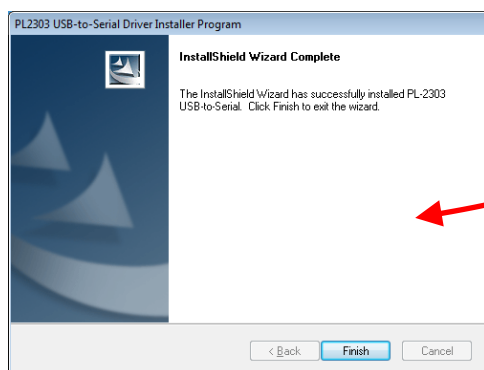 PL2303 USB-to-Serial Driver Installer Program
InstallShield Wizard Complete
The InstallShield Wizard has successfully installed PL-2303
USB-to-Serial. Click Finish to exit the wizard.
< Back Finish Cancel